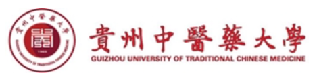 貴州中醫藥大學
GUIZHOU UNIVERSITY OF TRADITIONAL CHINESE MEDICINE